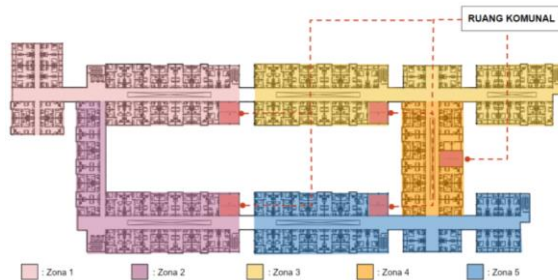 RUANG KOMUNAL
: Zona 1
: Zona 2
: Zona 3
: Zona 4
: Zona 5